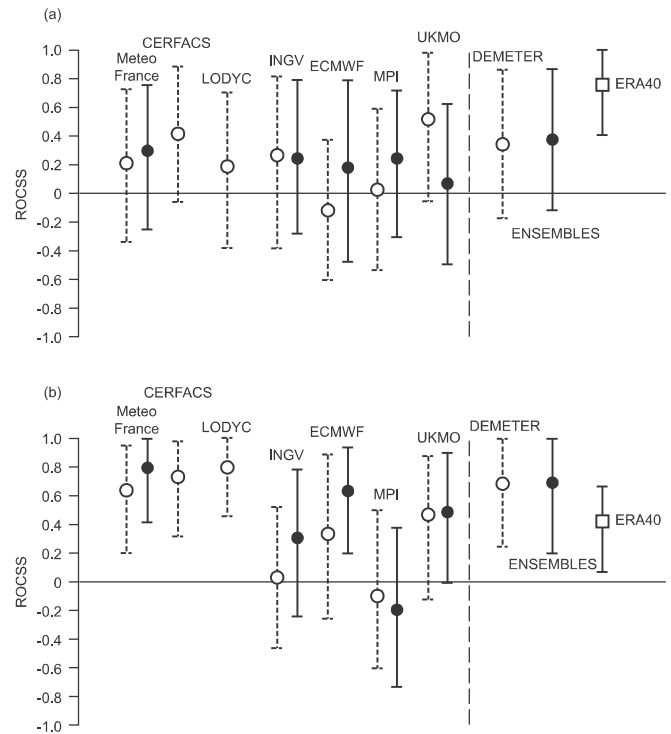 (a)
CERFACS
Meteo
France
LODYC
INGV
ECMWF
MPI
UKMO
DEMETER
ERA40
ENSEMBLES
ROCSS
1.0
0.8
0.6
0.4
0.2
0
-0.2
-0.4
-0.6
-0.8
-1.0
(b)
CERFACS
Meteo
France
LODYC
INGV
ECMWF
MPI
UKMO
DEMETER
ERA40
ENSEMBLES
ROCSS
1.0
0.8
0.6
0.4
0.2
0
-0.2
-0.4
-0.6
-0.8
-1.0